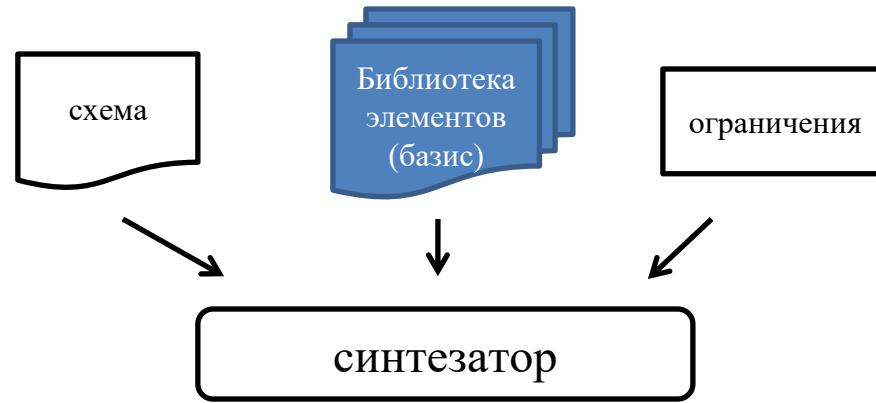 схема
Библиотека
элементов
(базис)
ограничения
синтезатор